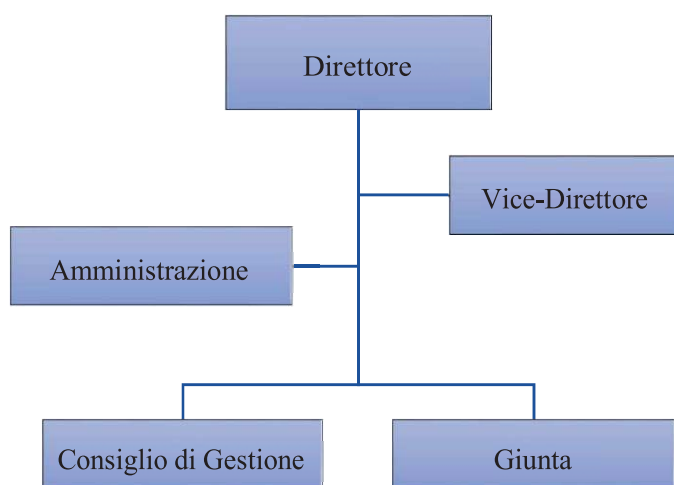 Direttore
Vice-Direttore
Amministrazione
Consiglio di Gestione
Giunta